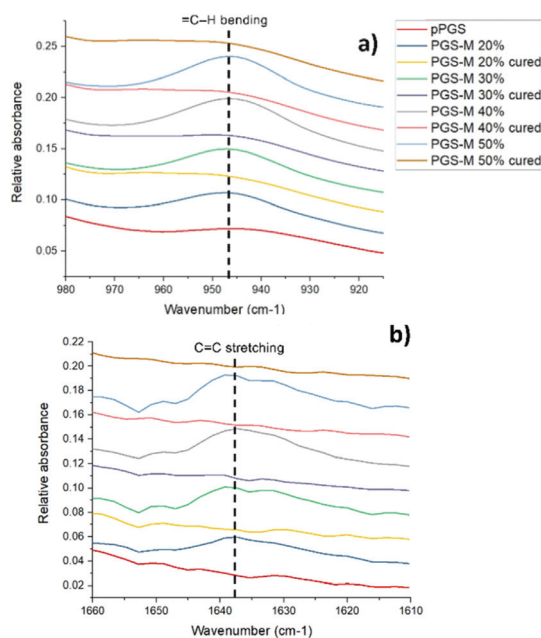 =C–H bending
a)
0.25
0.20
0.15
0.10
0.05
Relative absorbance
980
970
960
950
940
930
920
Wavenumber (cm-1)
pPGS
PGS-M 20%
PGS-M 20% cured
PGS-M 30%
PGS-M 30% cured
PGS-M 40%
PGS-M 40% cured
PGS-M 50%
PGS-M 50% cured
b)
C=C stretching
0.22
0.20
0.18
0.16
0.14
0.12
0.10
0.08
0.06
0.04
0.02
Relative absorbance
1660
1650
1640
1630
1620
1610
Wavenumber (cm-1)